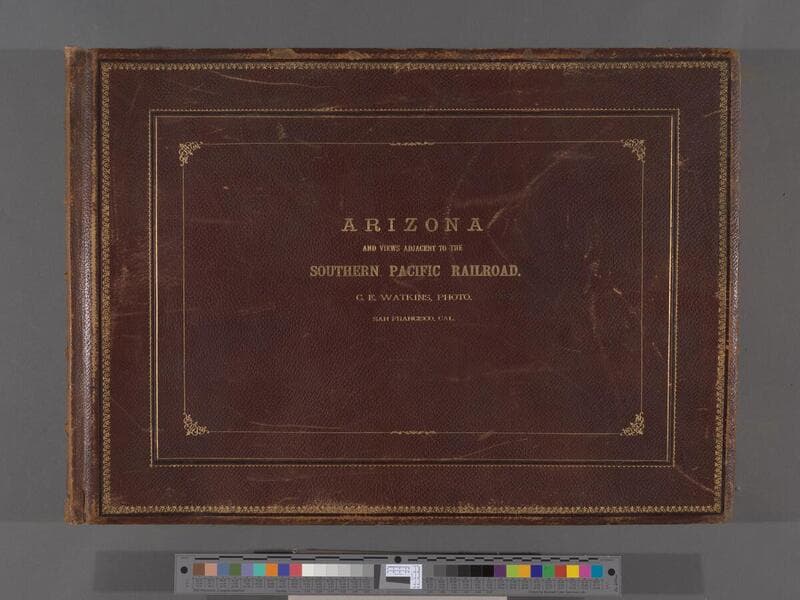 ARIZONA
AND VIEWS ADJACENT TO THE
SOUTHERN PACIFIC RAILROAD.
C. E. WATKINS, PHOTO.
SAN FRANCISCO, CAL.